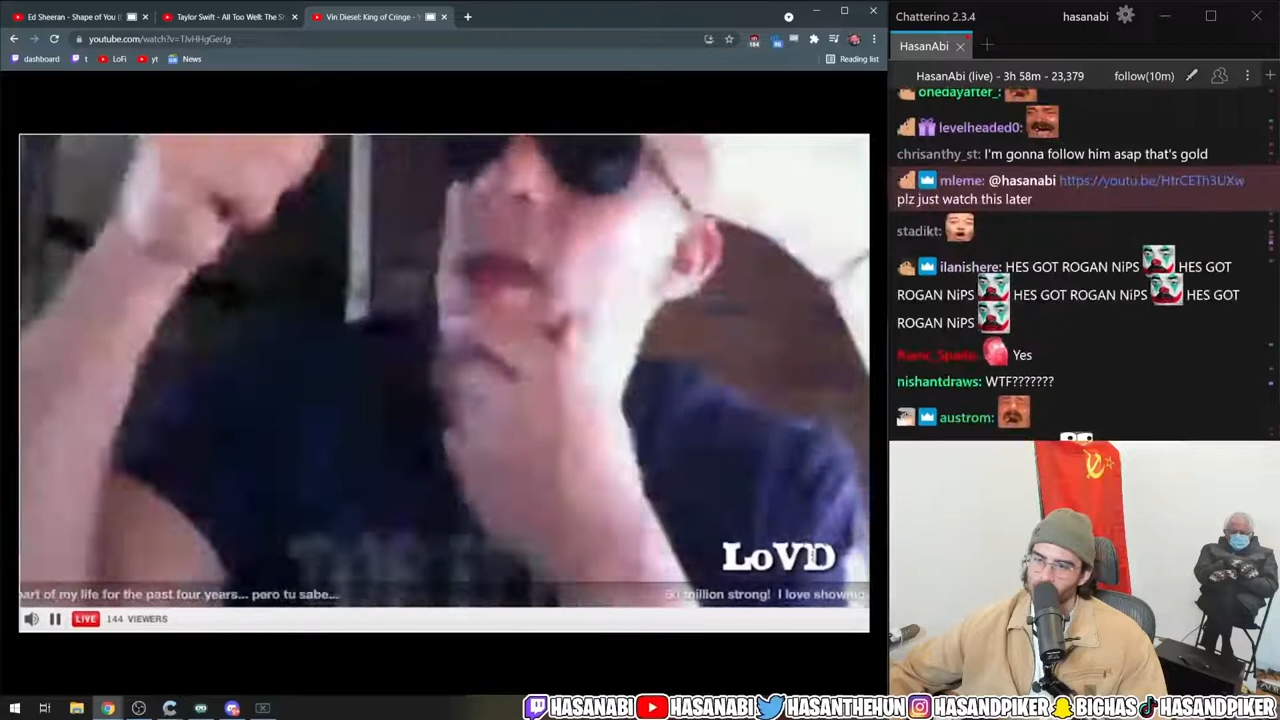 Ed Sheeran - Shape of You (
Taylor Swift - All Too Well: The S
Vin Diesel: King of Cringe -
youtube.com/watch?v=TJvHHgGerJg
dashboard
t
LoFi
yt
News
Reading list
LoVD
part of my life for the past four years... pero tu sabe...
million strong! I love showing
LIVE 144 VIEWERS
Chatterino 2.3.4
hasanabi
HasanAbi
HasanAbi (live) - 3h 58m - 23,379
follow(10m)
onedayafter_:
levelheaded0:
chrisanthy_st: I'm gonna follow him asap that's gold
mleme: @hasanabi https://youtu.be/HtrCETh3UXw
plz just watch this later
stadikt:
ilanishere: HES GOT ROGAN NiPS HES GOT
ROGAN NiPS HES GOT ROGAN NiPS HES GOT
ROGAN NiPS
Yes
nishantdraws: WTF???????
austrom:
HASANABI HASANABI HASANTHEHUN HASANDPIKER BIGHAS HASANDPIKER